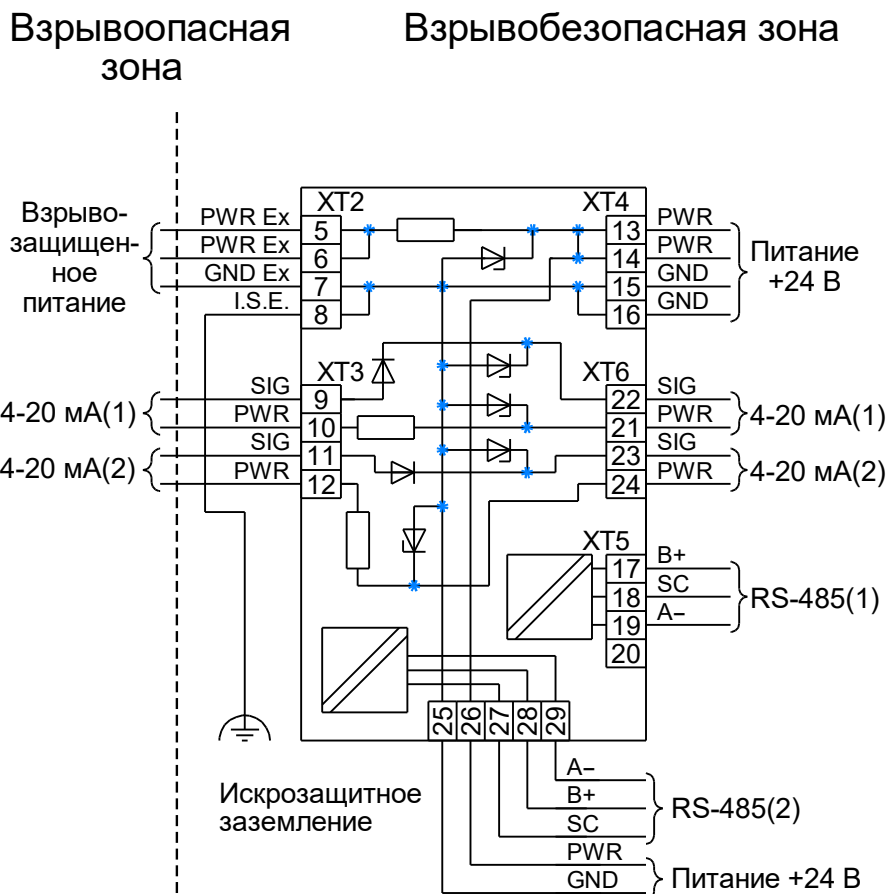 Взрывоопасная
зона
Взрывобезопасная зона
XT2
XT4
PWR Ex
5
13
PWR
PWR Ex
6
14
PWR
GND Ex
7
15
GND
I.S.E.
8
16
GND
Взрыво-
защищен-
ное
питание
Питание
+24 В
XT3
XT6
SIG
9
22
SIG
PWR
10
21
PWR
SIG
11
23
SIG
PWR
12
24
PWR
4-20 мА(1)
4-20 мА(2)
4-20 мА(1)
4-20 мА(2)
XT5
17
B+
18
SC
19
A–
20
RS-485(1)
25
26
27
28
29
Искрозащитное
заземление
A–
B+
SC
RS-485(2)
PWR
GND
Питание +24 В